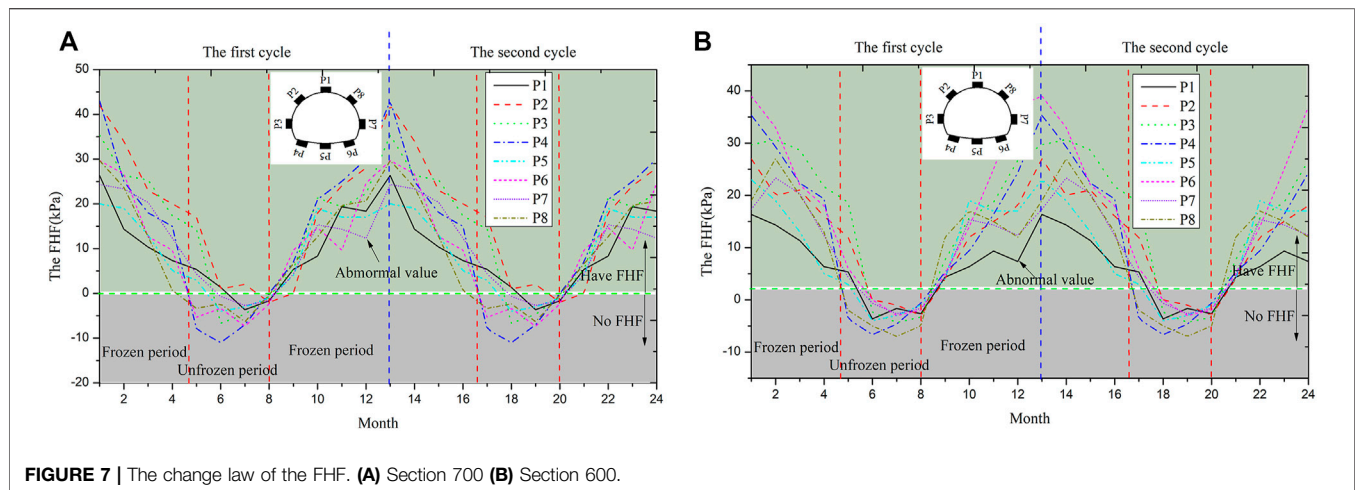 A
The first cycle
The second cycle
50
40
30
20
10
0
-10
-20
The FHF(kPa)
P1
P2
P8
P3
P7
P4
P5
P6
P1
P2
P3
P4
P5
P6
P7
P8
Abnormal value
Have FHF
No FHF
Frozen period
Unfrozen period
Frozen period
2 4 6 8 10 12 14 16 18 20 22 24
Month
B
The first cycle
The second cycle
40
30
20
10
0
-10
The FHF(kPa)
P1
P2
P8
P3
P7
P4
P5
P6
P1
P2
P3
P4
P5
P6
P7
P8
Abnormal value
Have FHF
No FHF
Frozen period
Unfrozen period
Frozen period
2 4 6 8 10 12 14 16 18 20 22 24
Month
FIGURE 7 | The change law of the FHF. (A) Section 700 (B) Section 600.